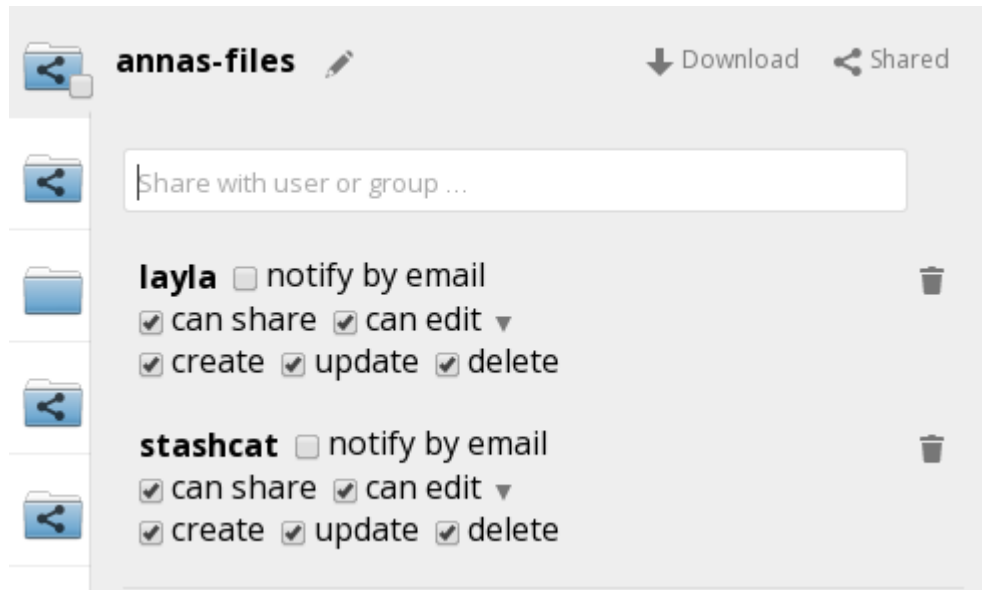 annas-files Download Shared
Share with user or group ...
layla notify by email
can share can edit
create update delete
stashcat notify by email
can share can edit
create update delete